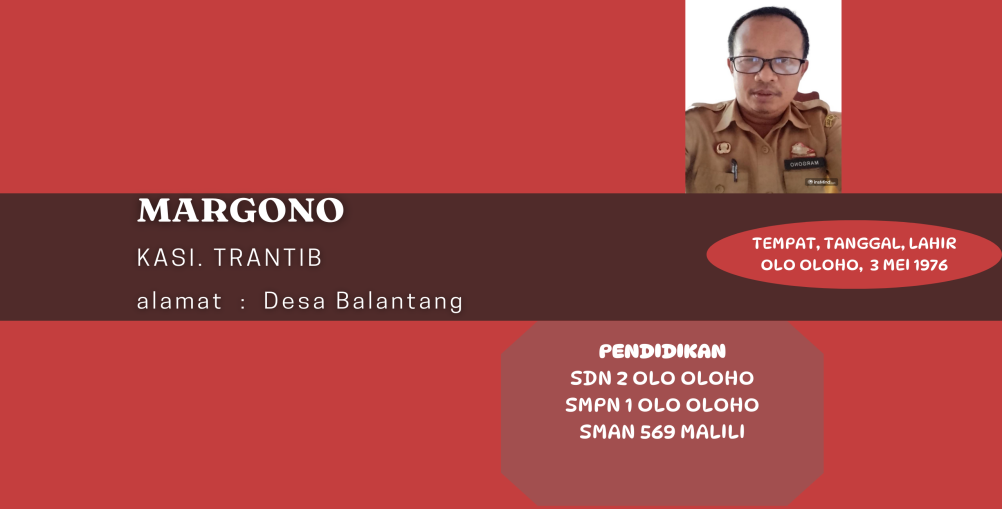 MARGONO
KASI. TRANTIB
alamat : Desa Balantang
TEMPAT, TANGGAL, LAHIR
OLO OLOHO, 3 MEI 1976
PENDIDIKAN
SDN 2 OLO OLOHO
SMPN 1 OLO OLOHO
SMAN 569 MALILI